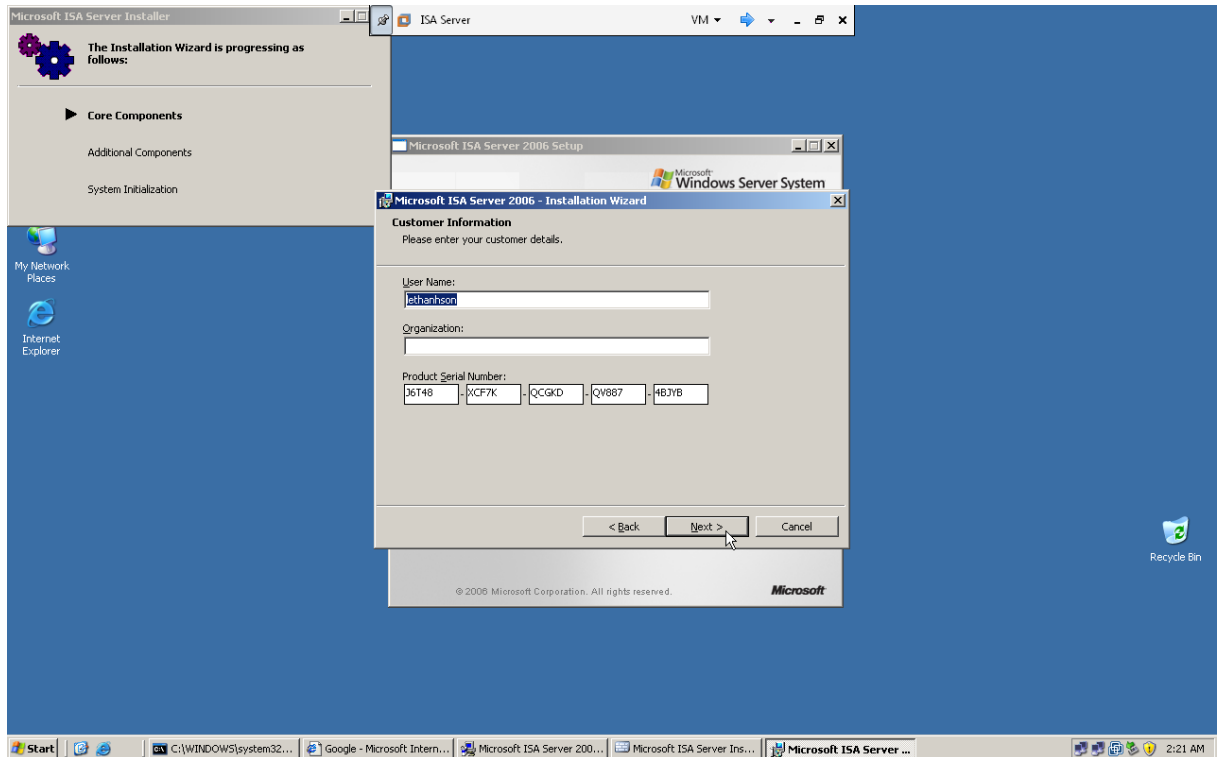 Microsoft ISA Server Installer
The Installation Wizard is progressing as
follows:
Core Components
Additional Components
System Initialization
ISA Server
VM
My Network
Places
Internet
Explorer
Microsoft ISA Server 2006 Setup
Microsoft
Windows Server System
Microsoft ISA Server 2006 - Installation Wizard
Customer Information
Please enter your customer details.
User Name:
lethanhson
Organization:
Product Serial Number:
J6T48 - XCF7K - QCGKD - QV887 - 4BJYB
< Back Next > Cancel
© 2006 Microsoft Corporation. All rights reserved. Microsoft
Recycle Bin
Start C:\WINDOWS\system32... Google - Microsoft Intern... Microsoft ISA Server 200... Microsoft ISA Server Ins... Microsoft ISA Server ... 2:21 AM